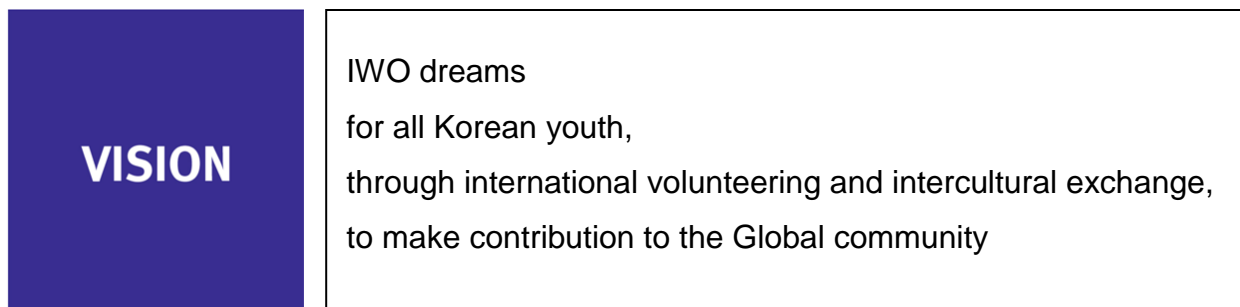 VISION
IWO dreams
for all Korean youth,
through international volunteering and intercultural exchange,
to make contribution to the Global community